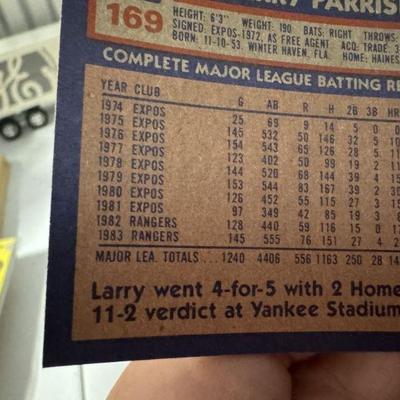 169 RRY PARRIS
HEIGHT: 6'3" WEIGHT: 190 BATS: RIGHT THROWS:
SIGNED: EXPOS-1972, AS FREE AGENT ACQ. TRADE: 3
BORN: 11-10-53, WINTER HAVEN, FLA. HOME: HAINES
COMPLETE MAJOR LEAGUE BATTING RE
YEAR CLUB G AB R H 2B 3B HR
1974 EXPOS 25 69 9 14 5 0 0
1975 EXPOS 145 532 50 146 32 5 10
1976 EXPOS 154 543 65 126 28 5 11
1977 EXPOS 123 402 50 99 19 2 11
1978 EXPOS 144 520 68 144 39 4 15
1979 EXPOS 153 544 83 167 39 2 30
1980 EXPOS 126 452 55 115 27 3 15
1981 EXPOS 97 349 42 85 19 3
1982 RANGERS 128 440 59 116 15 0
1983 RANGERS 145 555 76 151 27 4 2
MAJOR LEA. TOTALS... 1240 4406 556 1163 250 28 14
Larry went 4-for-5 with 2 Home
11-2 verdict at Yankee Stadium